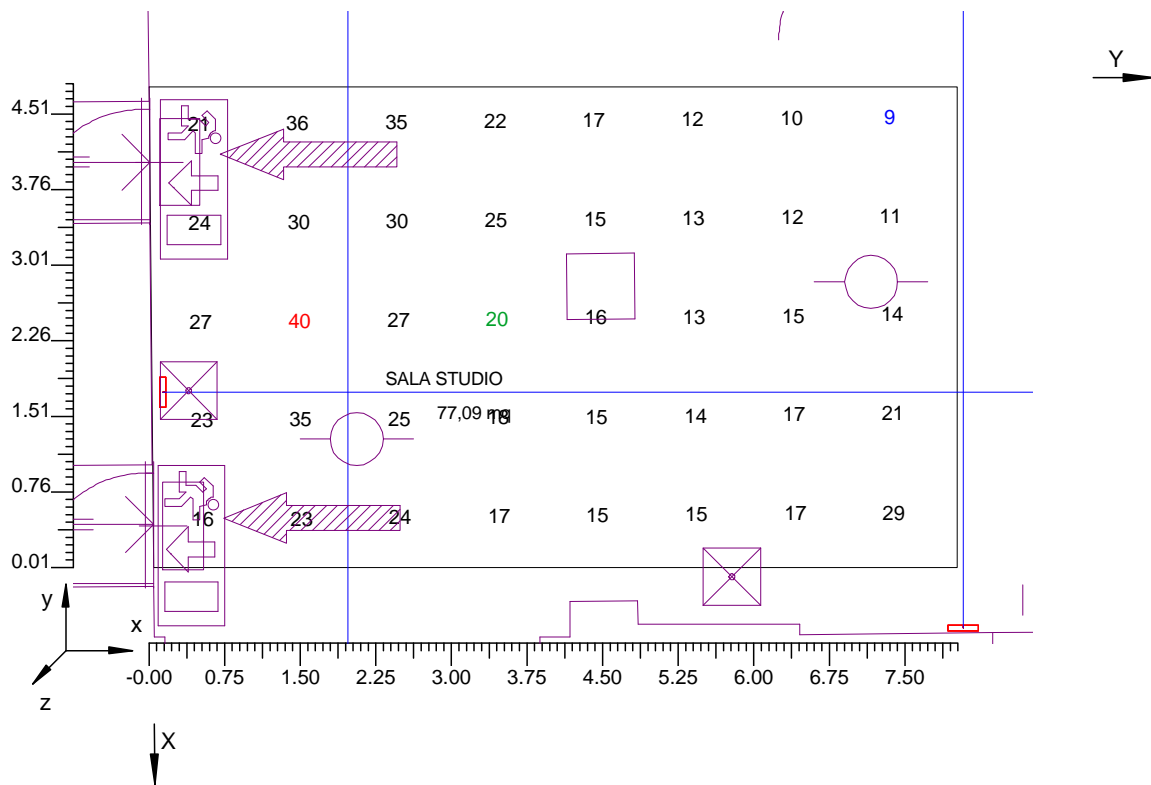 Y
4.51 21 36 35 22 17 12 10 9
3.76
24 30 30 25 15 13 12 11
3.01
27 40 27 20 16 13 15 14
2.26
SALA STUDIO
77,09 mq
1.51 23 35 25 18 15 14 17 21
0.76
16 23 24 17 15 15 17 29
0.01
y
x
z
-0.00 0.75 1.50 2.25 3.00 3.75 4.50 5.25 6.00 6.75 7.50
X